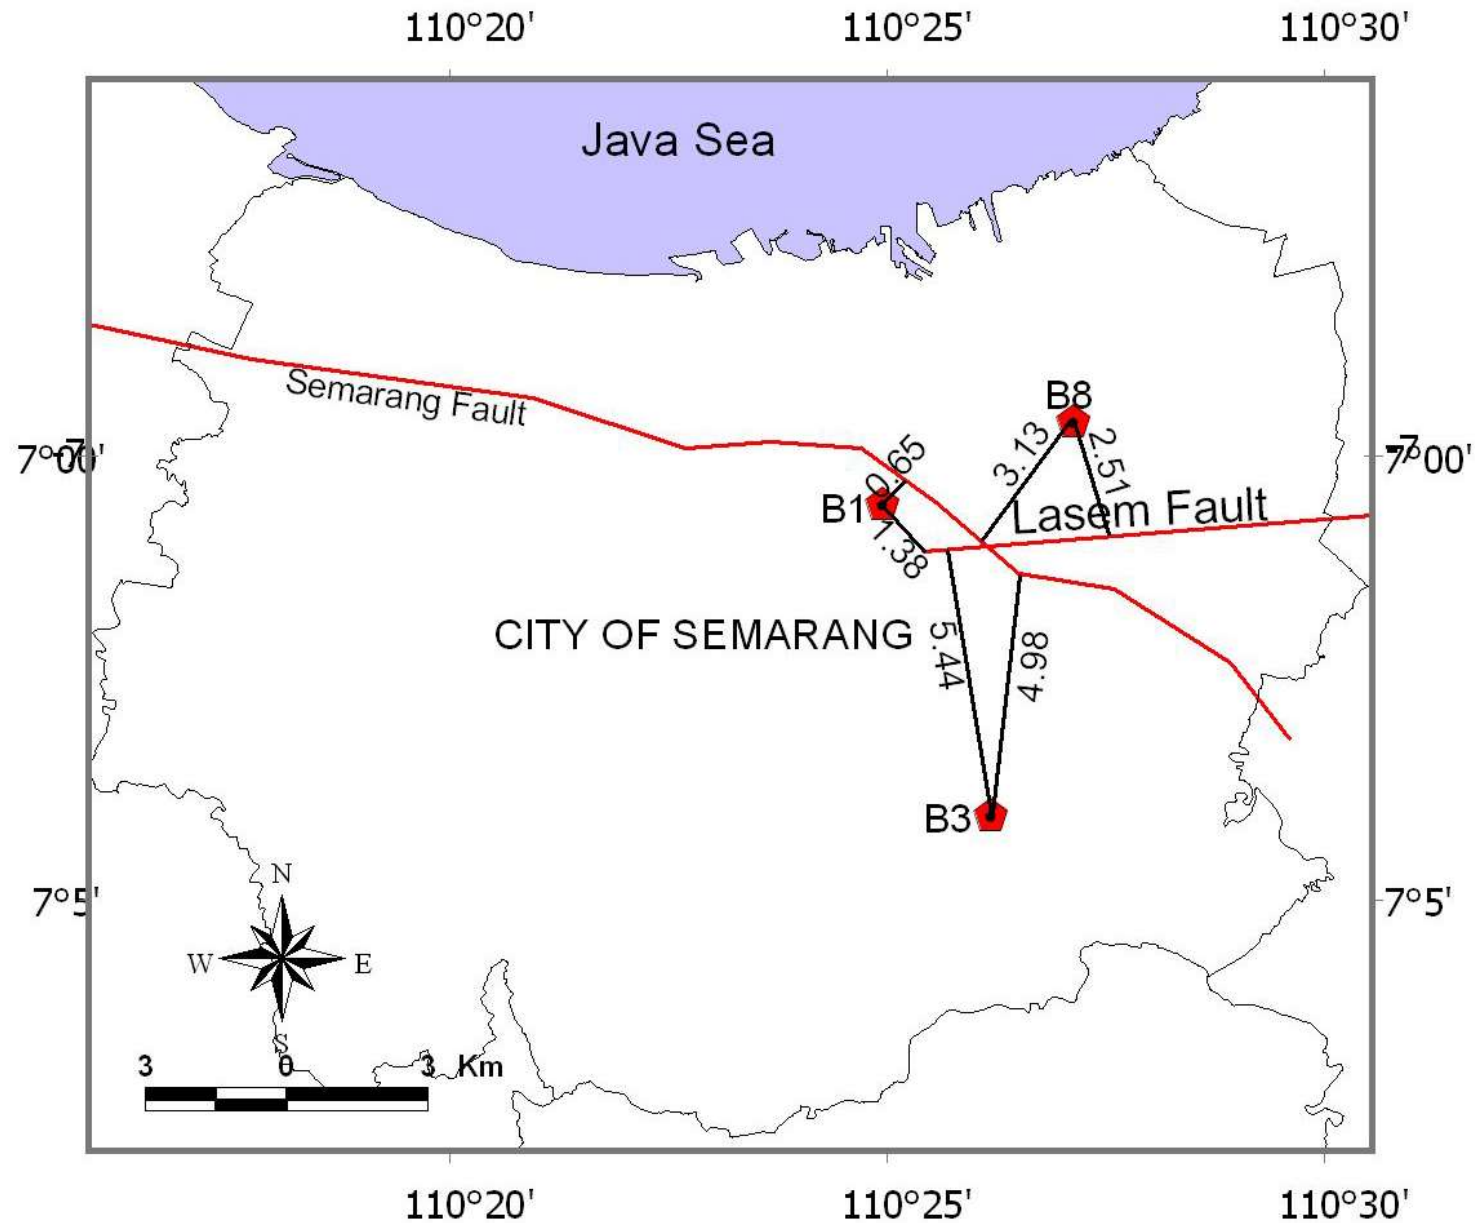 110°20' 110°25' 110°30'
Java Sea
Semarang Fault
B8
7°00' 7°00'
0.65
3.13
2.51
B1
Lasem Fault
1.38
CITY OF SEMARANG
5.44
4.98
B3
N
7°5' 7°5'
W E
S
3 0 3 Km
110°20' 110°25' 110°30'